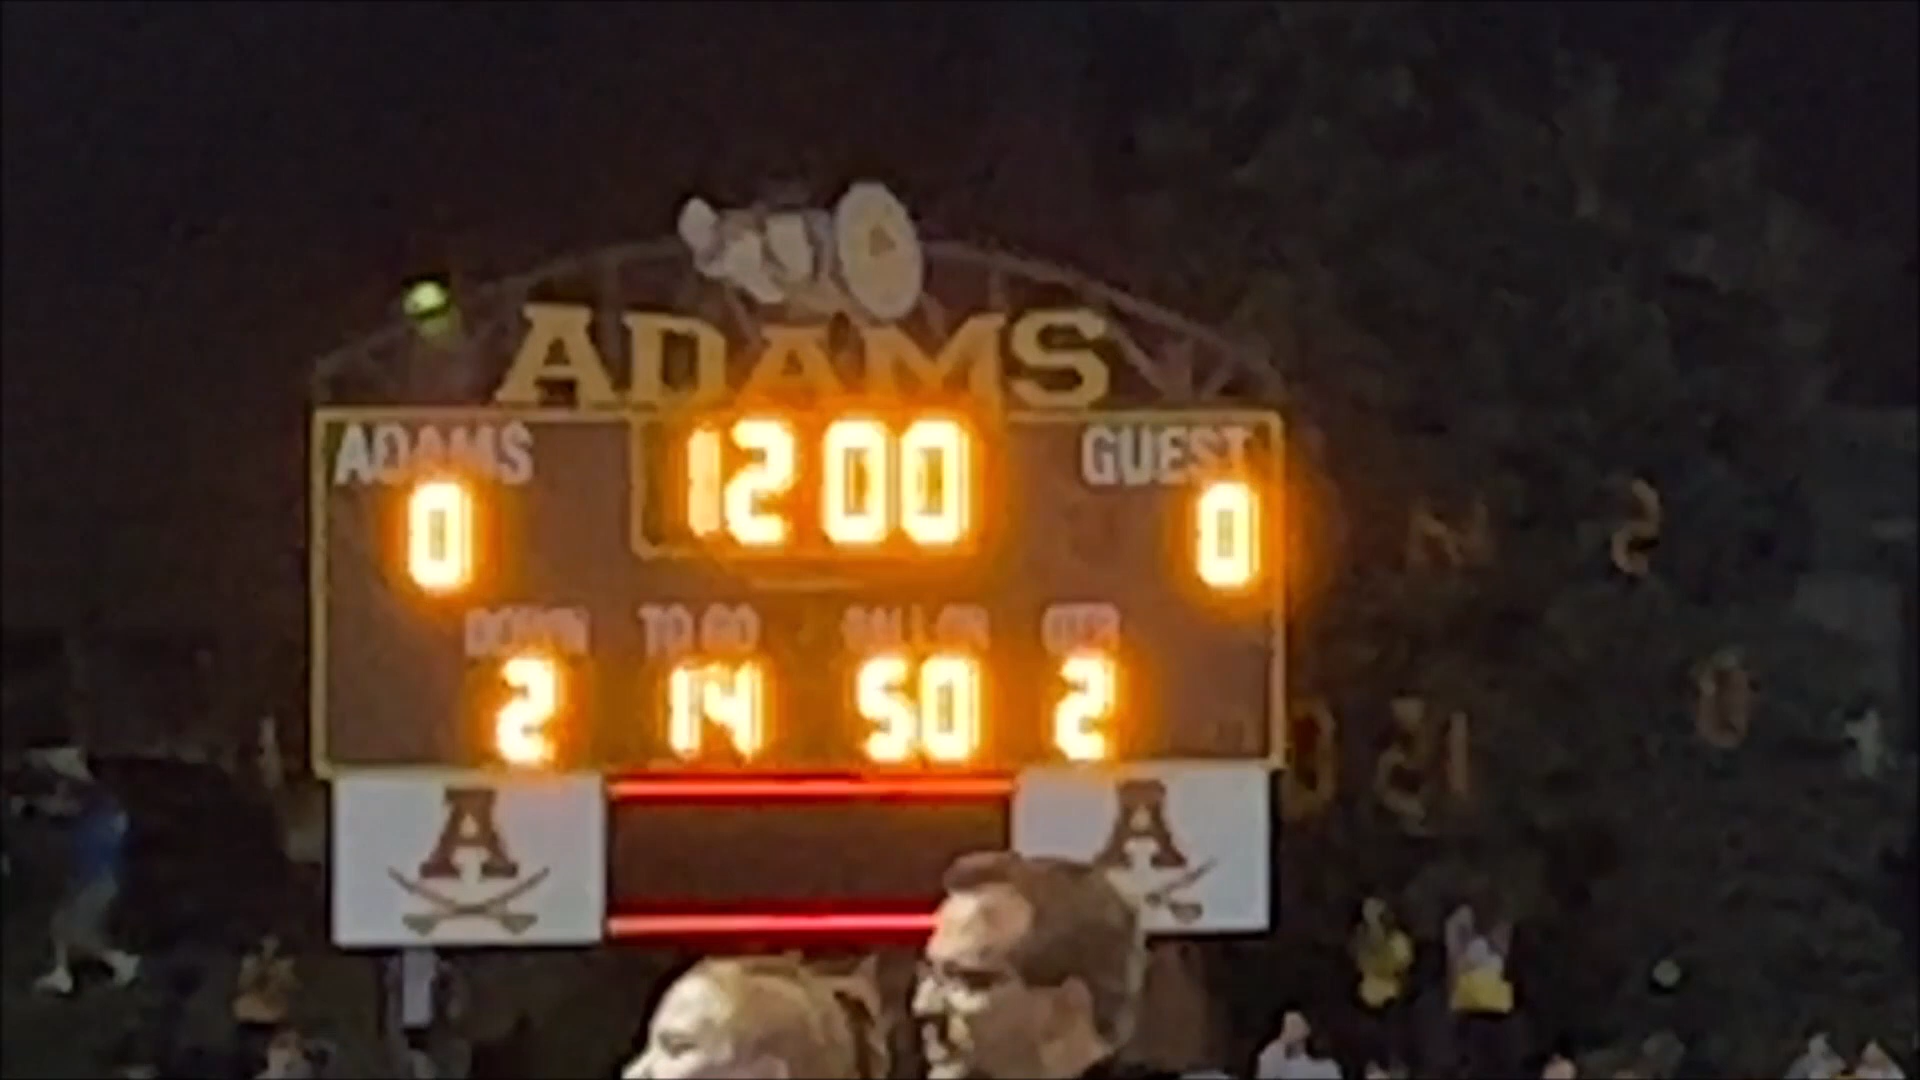 ADAMS
ADAMS 12 00 GUEST
0 0
DOWN TO GO BALL ON QTR
2 14 50 2
A A